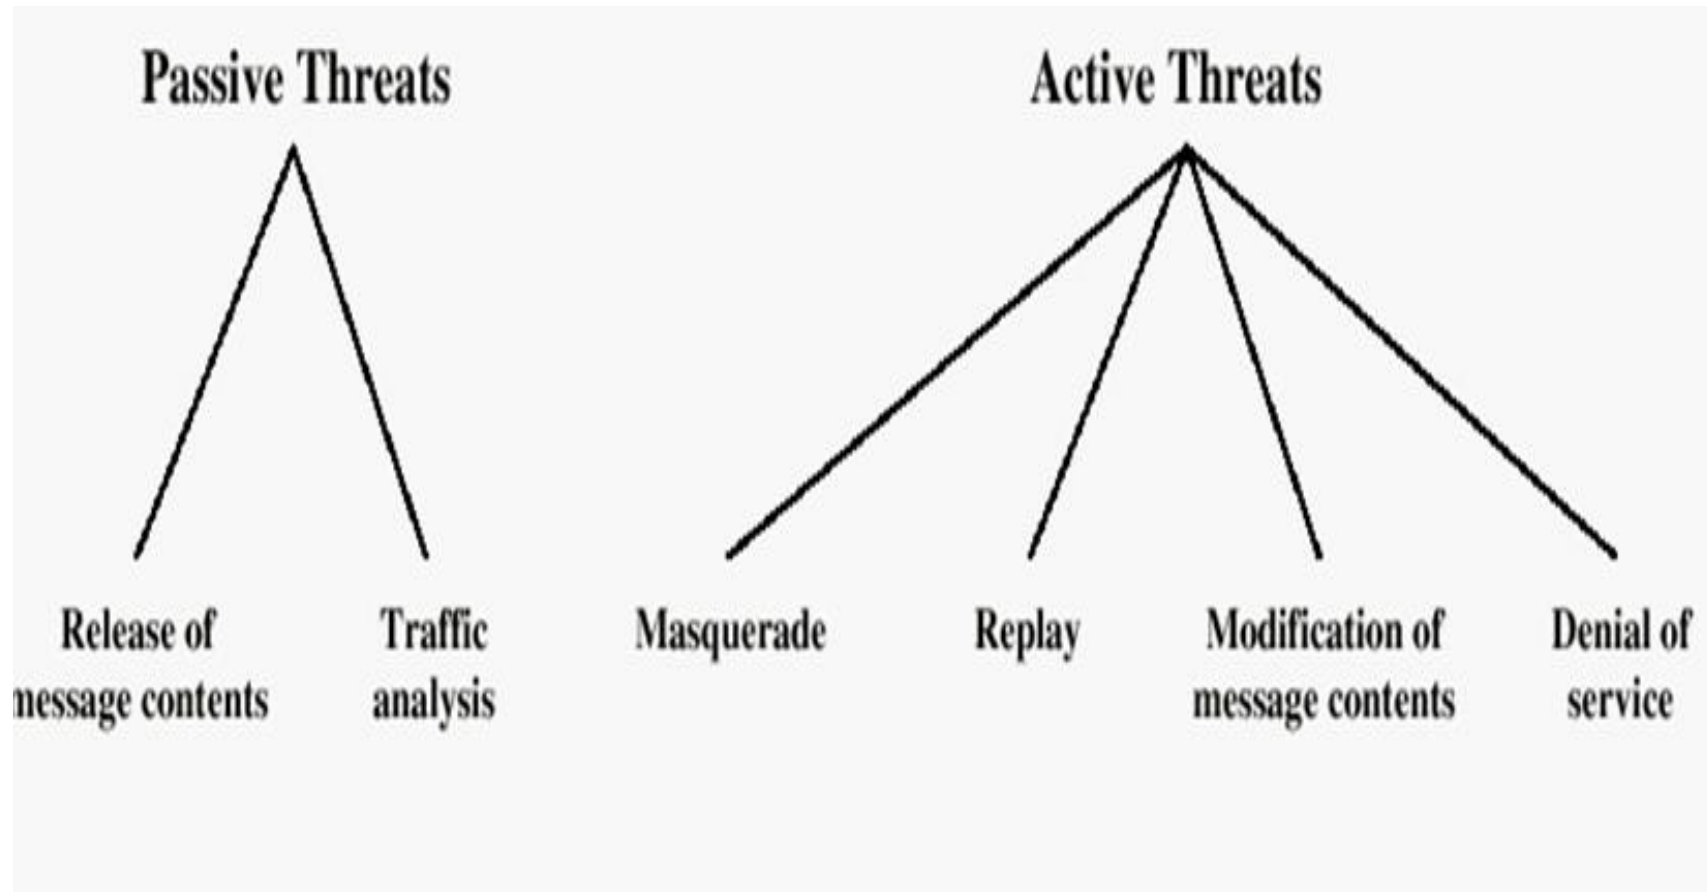 Passive Threats
Active Threats
Release of
message contents
Traffic
analysis
Masquerade
Replay
Modification of
message contents
Denial of
service